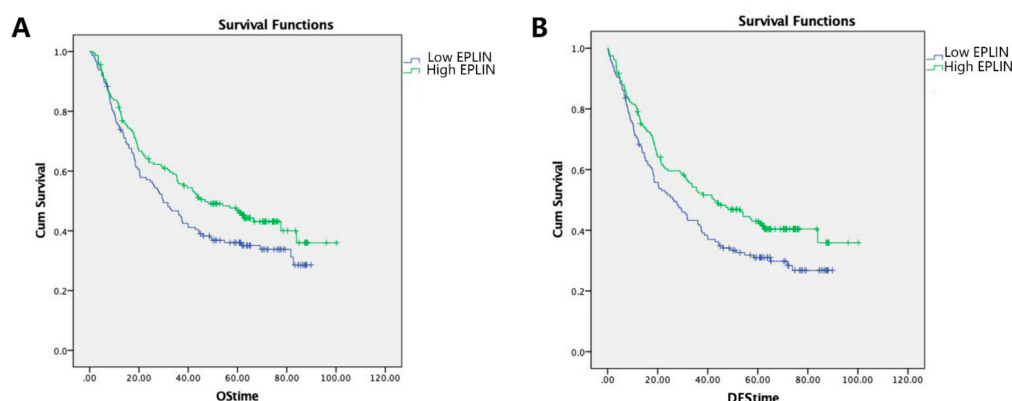 A
Survival Functions
Low EPLIN
High EPLIN
Cum Survival
1.0
0.8
0.6
0.4
0.2
0.0
.00 20.00 40.00 60.00 80.00 100.00 120.00
OStime
B
Survival Functions
Low EPLIN
High EPLIN
Cum Survival
1.0
0.8
0.6
0.4
0.2
0.0
.00 20.00 40.00 60.00 80.00 100.00 120.00
DFStime